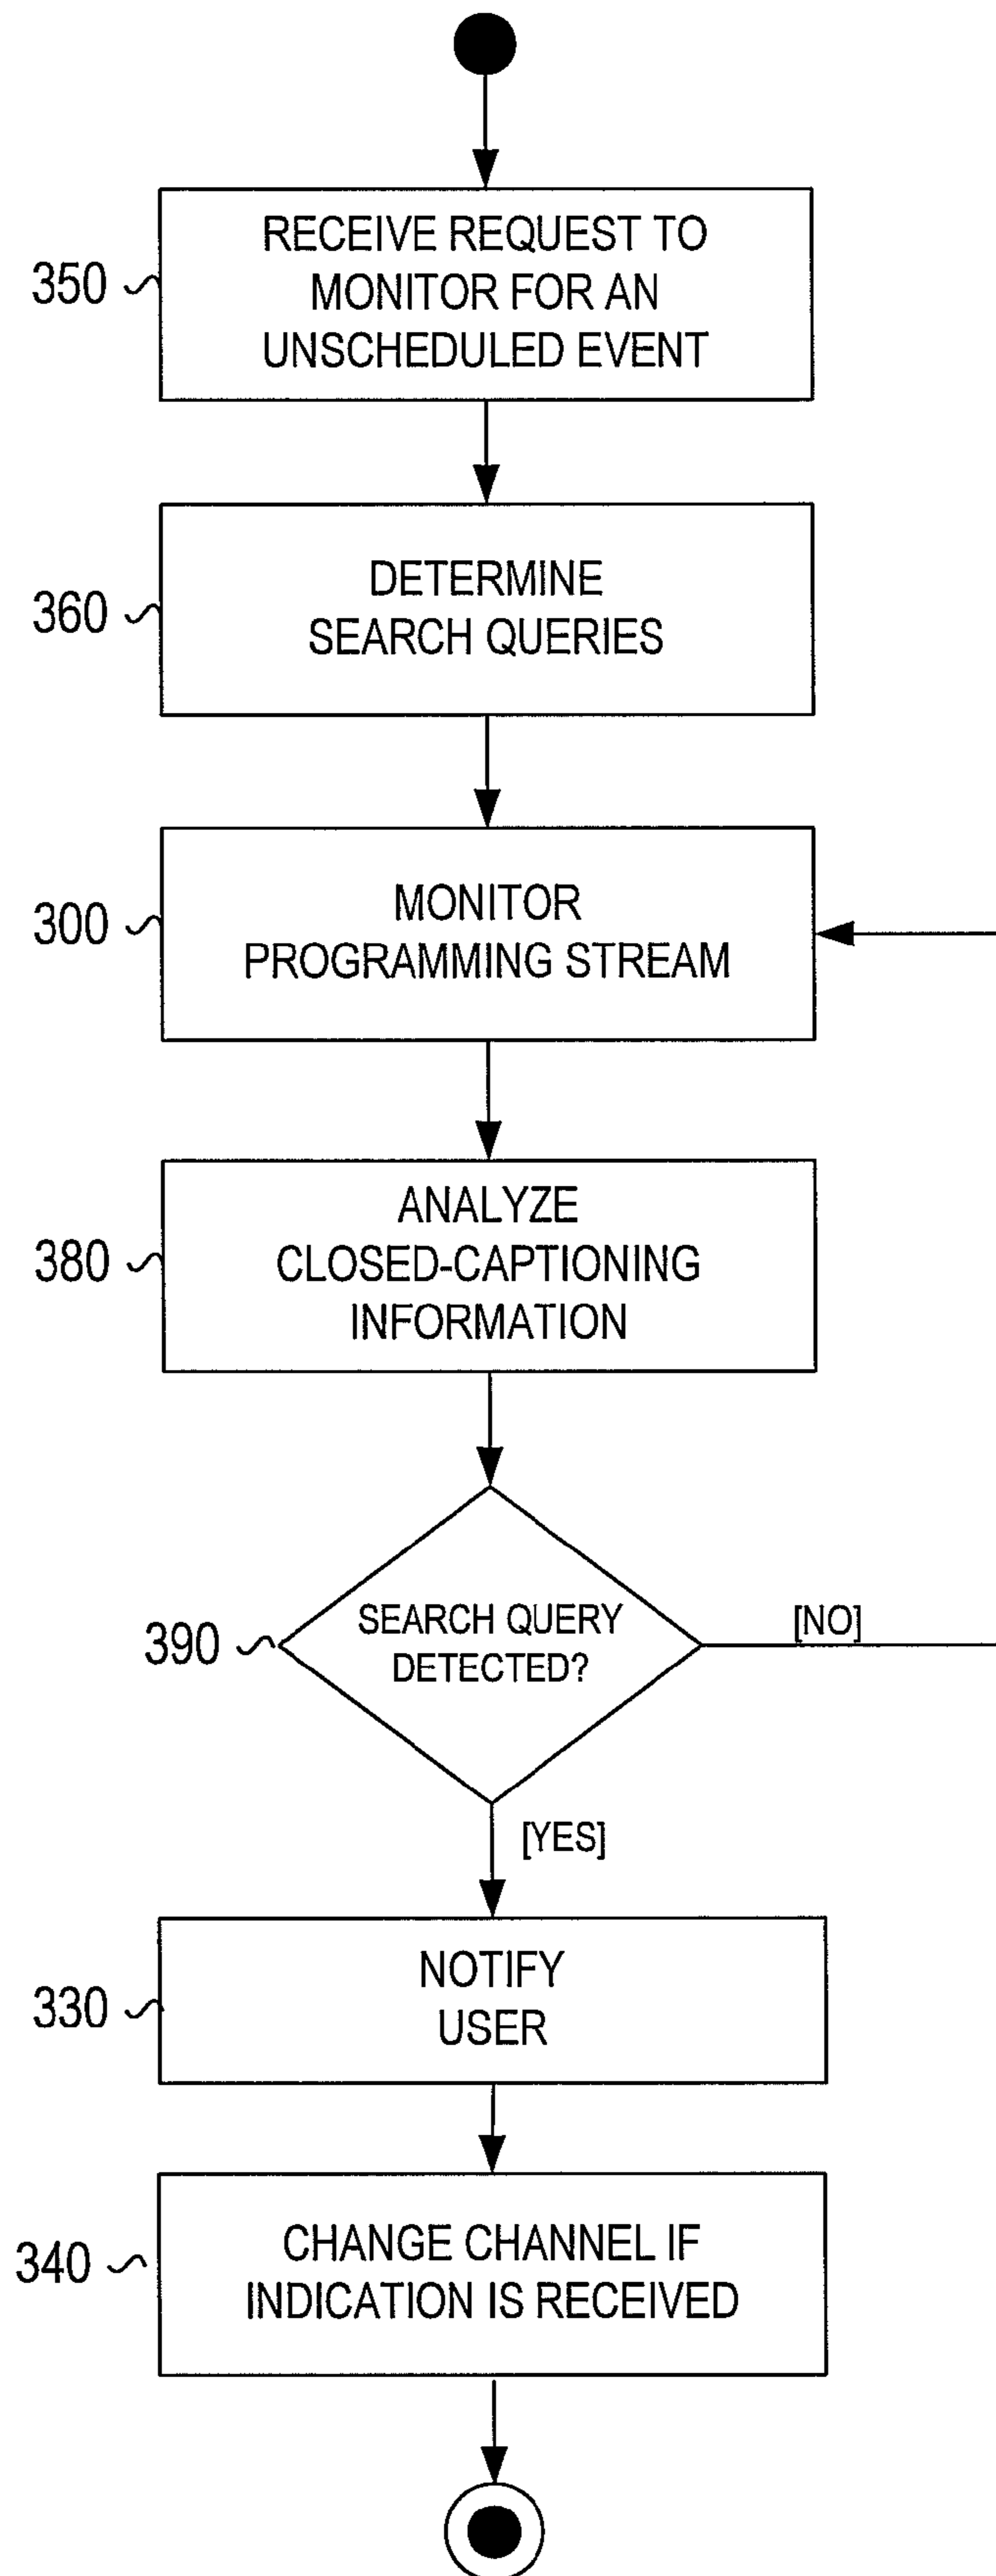 350
RECEIVE REQUEST TO
MONITOR FOR AN
UNSCHEDULED EVENT
360
DETERMINE
SEARCH QUERIES
300
MONITOR
PROGRAMMING STREAM
380
ANALYZE
CLOSED-CAPTIONING
INFORMATION
390
SEARCH QUERY
DETECTED?
[NO]
[YES]
330
NOTIFY
USER
340
CHANGE CHANNEL IF
INDICATION IS RECEIVED